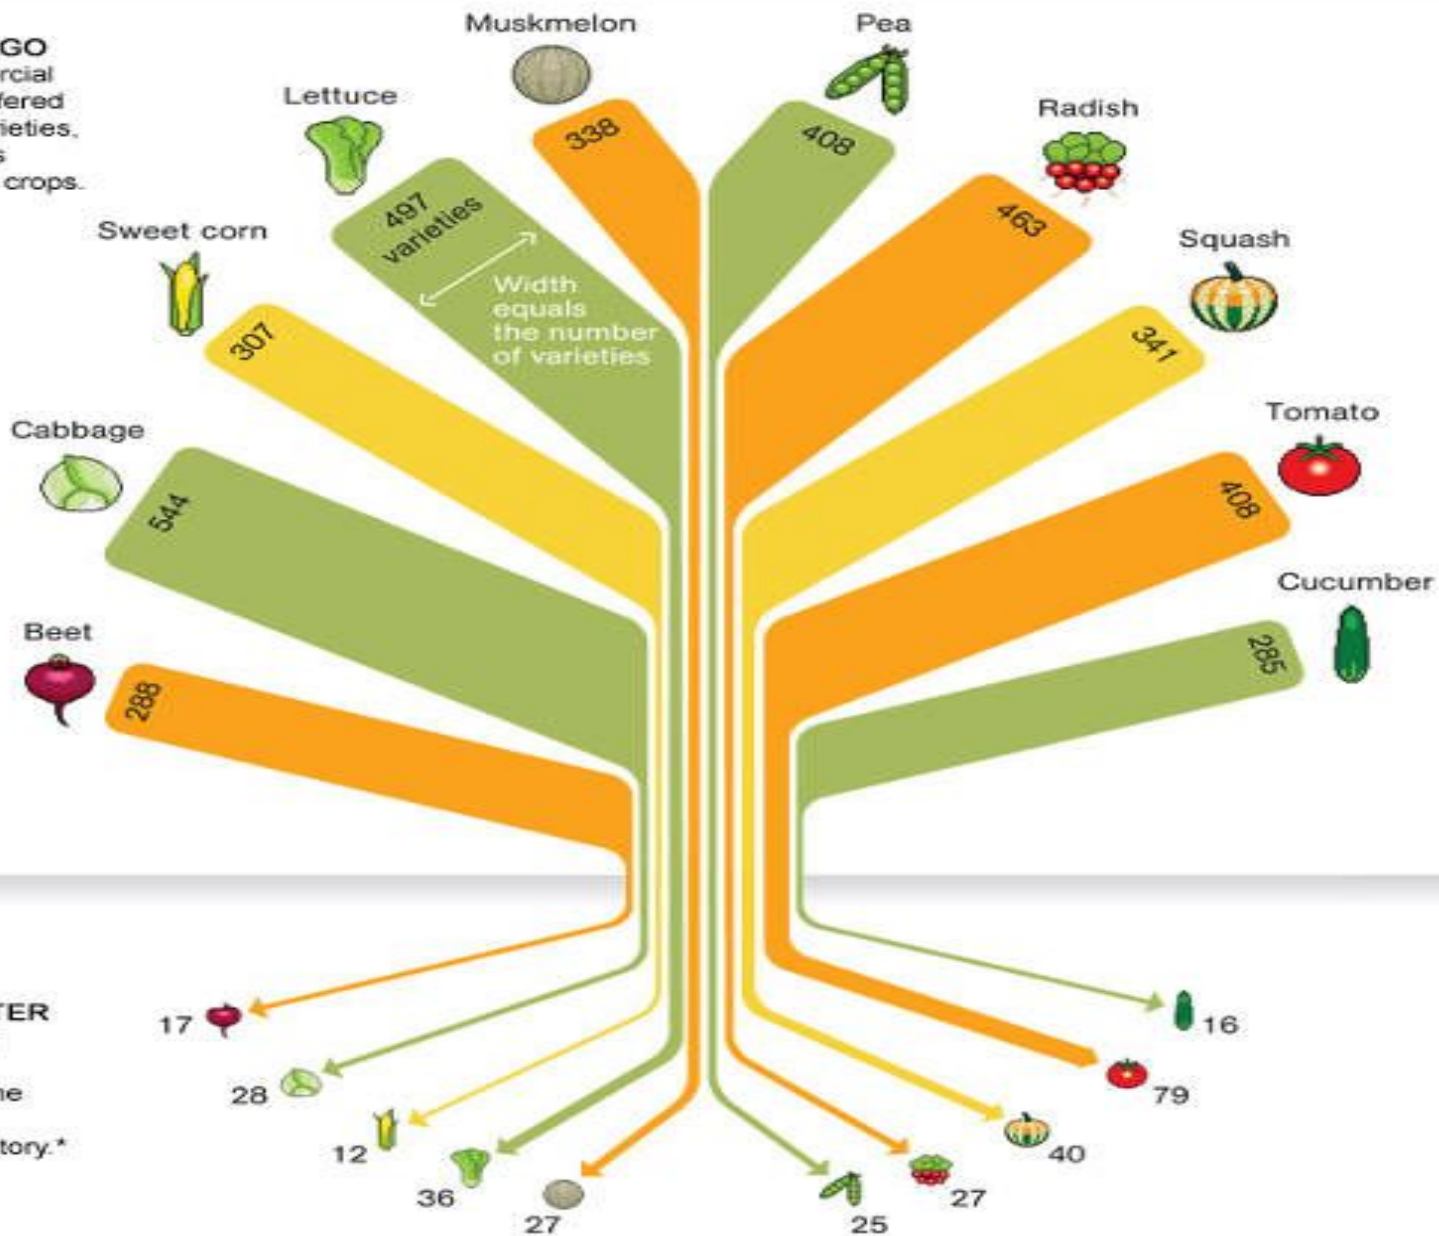 GO
rcial
fered
ieties,
s
crops.
Muskmelon
338
Pea
408
Lettuce
497
varieties
Width
equals
the number
of varieties
Radish
463
Sweet corn
307
Squash
341
Cabbage
544
Tomato
408
Beet
288
Cucumber
285
TER
ne
tory.*
17
28
12
36
27
25
27
40
79
16